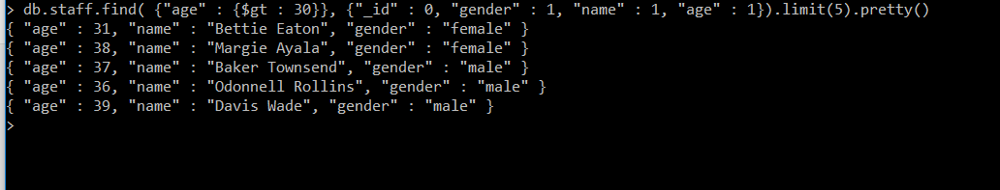 > db.staff.find( {"age" : {$gt : 30}}, {"_id" : 0, "gender" : 1, "name" : 1, "age" : 1}).limit(5).pretty()
{ "age" : 31, "name" : "Bettie Eaton", "gender" : "female" }
{ "age" : 38, "name" : "Margie Ayala", "gender" : "female" }
{ "age" : 37, "name" : "Baker Townsend", "gender" : "male" }
{ "age" : 36, "name" : "Odonnell Rollins", "gender" : "male" }
{ "age" : 39, "name" : "Davis Wade", "gender" : "male" }
>